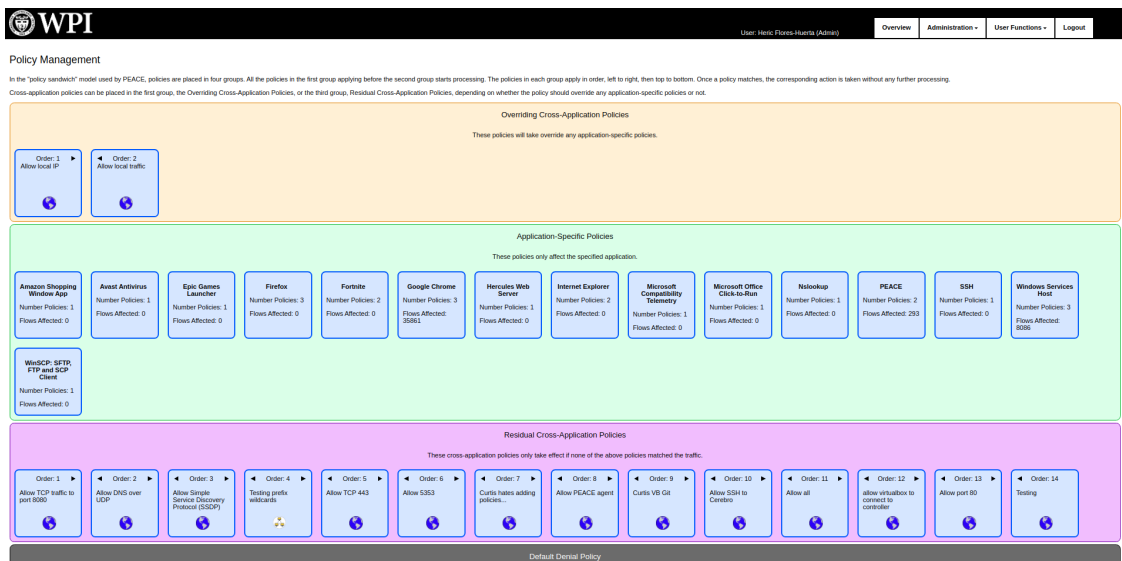 WPI
User: Heric Flores-Huerta (Admin)
Overview
Administration
User Functions
Logout
Policy Management
In the "policy sandwich" model used by PEACE, policies are placed in four groups. All the policies in the first group applying before the second group starts processing. The policies in each group apply in order, left to right, then top to bottom. Once a policy matches, the corresponding action is taken without any further processing.
Cross-application policies can be placed in the first group, the Overriding Cross-Application Policies, or the third group, Residual Cross-Application Policies, depending on whether the policy should override any application-specific policies or not.
Overriding Cross-Application Policies
These policies will take override any application-specific policies.
Order: 1
Allow local IP
Order: 2
Allow local traffic
Application-Specific Policies
These policies only affect the specified application.
Amazon Shopping
Window App
Number Policies: 1
Flows Affected: 0
Avast Antivirus
Number Policies: 1
Flows Affected: 0
Epic Games
Launcher
Number Policies: 1
Flows Affected: 0
Firefox
Number Policies: 3
Flows Affected: 0
Fortnite
Number Policies: 2
Flows Affected: 0
Google Chrome
Number Policies: 3
Flows Affected:
35861
Hercules Web
Server
Number Policies: 1
Flows Affected: 0
Internet Explorer
Number Policies: 2
Flows Affected: 0
Microsoft
Compatibility
Telemetry
Number Policies: 1
Flows Affected: 0
Microsoft Office
Click-to-Run
Number Policies: 1
Flows Affected: 0
Nslookup
Number Policies: 1
Flows Affected: 0
PEACE
Number Policies: 2
Flows Affected: 293
SSH
Number Policies: 1
Flows Affected: 0
Windows Services
Host
Number Policies: 3
Flows Affected:
8086
WinSCP: SFTP,
FTP and SCP
Client
Number Policies: 1
Flows Affected: 0
Residual Cross-Application Policies
These cross-application policies only take effect if none of the above policies matched the traffic.
Order: 1
Allow TCP traffic to
port 8080
Order: 2
Allow DNS over
UDP
Order: 3
Allow Simple
Service Discovery
Protocol (SSDP)
Order: 4
Testing prefix
wildcards
Order: 5
Allow TCP 443
Order: 6
Allow 5353
Order: 7
Curtis hates adding
policies...
Order: 8
Allow PEACE agent
Order: 9
Curtis VB Git
Order: 10
Allow SSH to
Cerebro
Order: 11
Allow all
Order: 12
allow virtualbox to
connect to
controller
Order: 13
Allow port 80
Order: 14
Testing
Default Denial Policy